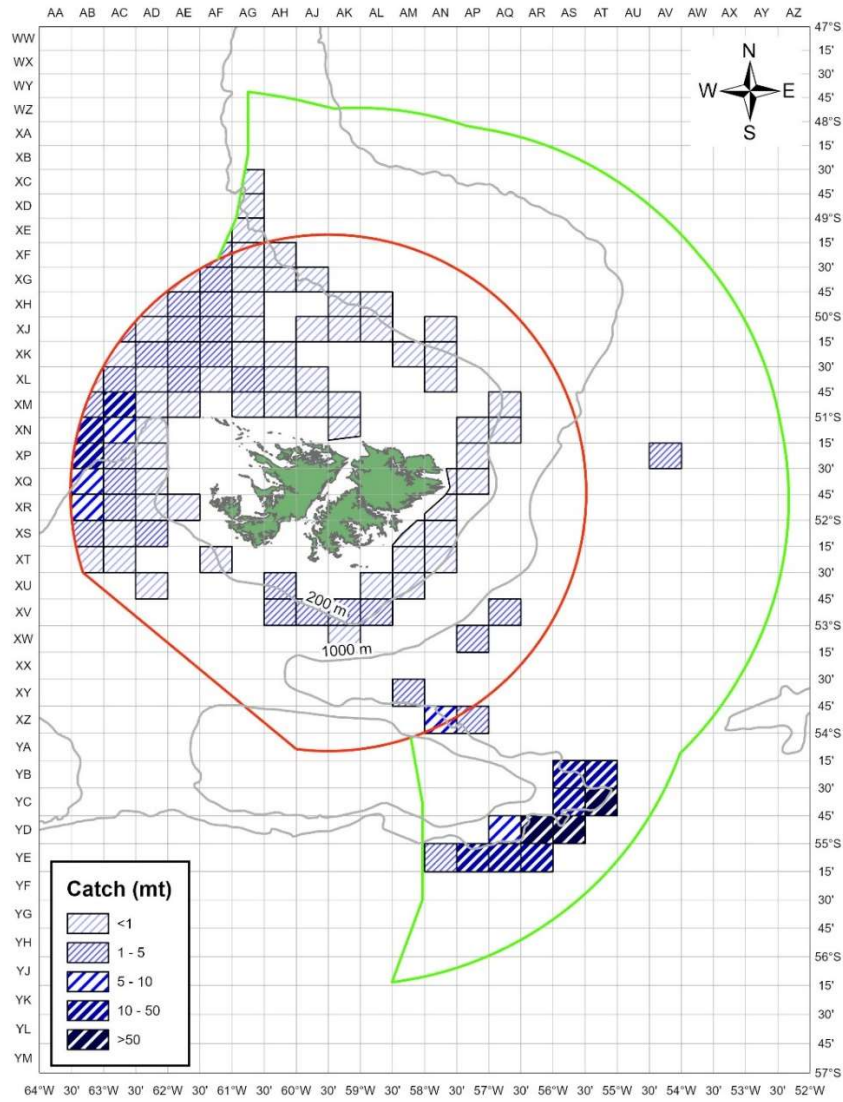 AA AB AC AD AE AF AG AH AJ AK AL AM AN AP AQ AR AS AT AU AV AW AX AY AZ
47°S
WW 15'
WX 30'
WY 45'
WZ 48°S
XA 15'
XB 30'
XC 45'
XD 49°S
XE 15'
XF 30'
XG 45'
XH 50°S
XJ 15'
XK 30'
XL 45'
XM 51°S
XN 15'
XP 30'
XQ 45'
XR 52°S
XS 15'
XT 30'
XU 45'
XV 53°S
XW 15'
XX 30'
XY 45'
XZ 54°S
YA 15'
YB 30'
YC 45'
YD 55°S
YE 15'
YF 30'
YG 45'
YH 56°S
YJ 15'
YK 30'
YL 45'
YM 57°S
N
W E
S
200 m
1000 m
Catch (mt)
<1
1 - 5
5 - 10
10 - 50
>50
64°W 30' 63°W 30' 62°W 30' 61°W 30' 60°W 30' 59°W 30' 58°W 30' 57°W 30' 56°W 30' 55°W 30' 54°W 30' 53°W 30' 52°W